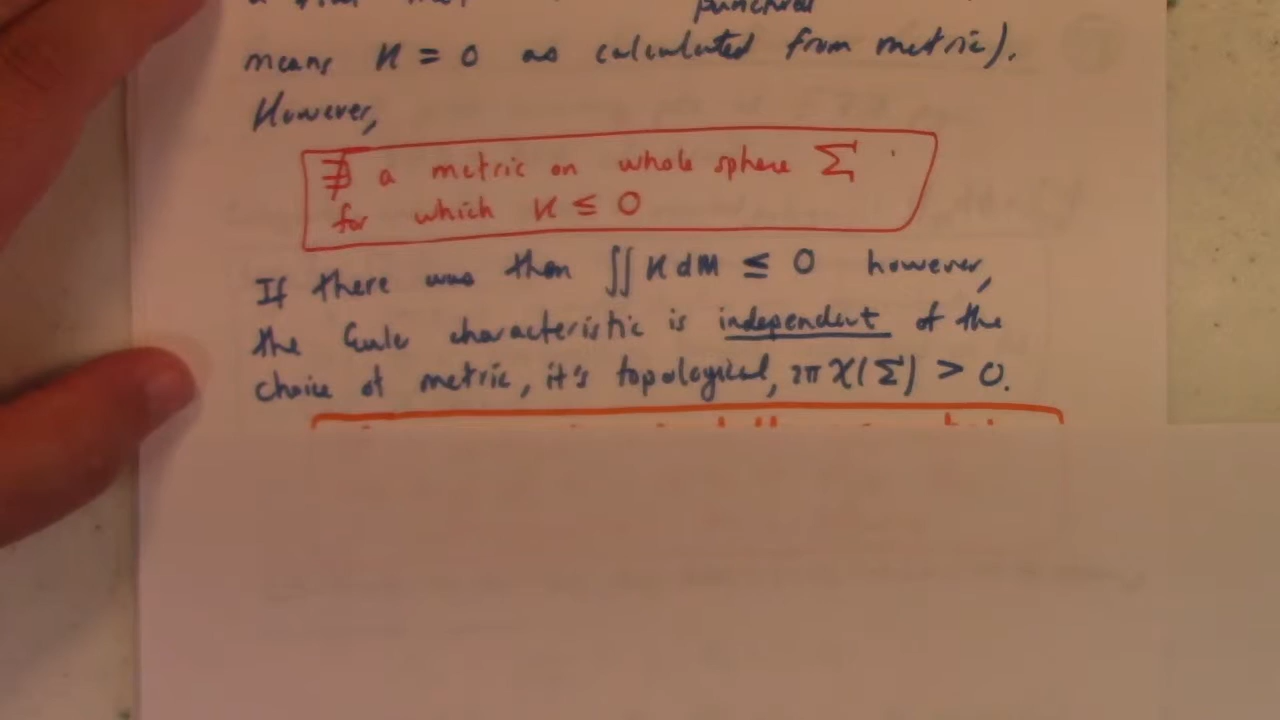 punctured
means K = 0 as calculated from metric).
However,
∄ a metric on whole sphere Σ
for which K ≤ 0
If there was then ∬ K dM ≤ 0 however,
the Euler characteristic is independent of the
choice of metric, it's topological, 2π χ(Σ) > 0.